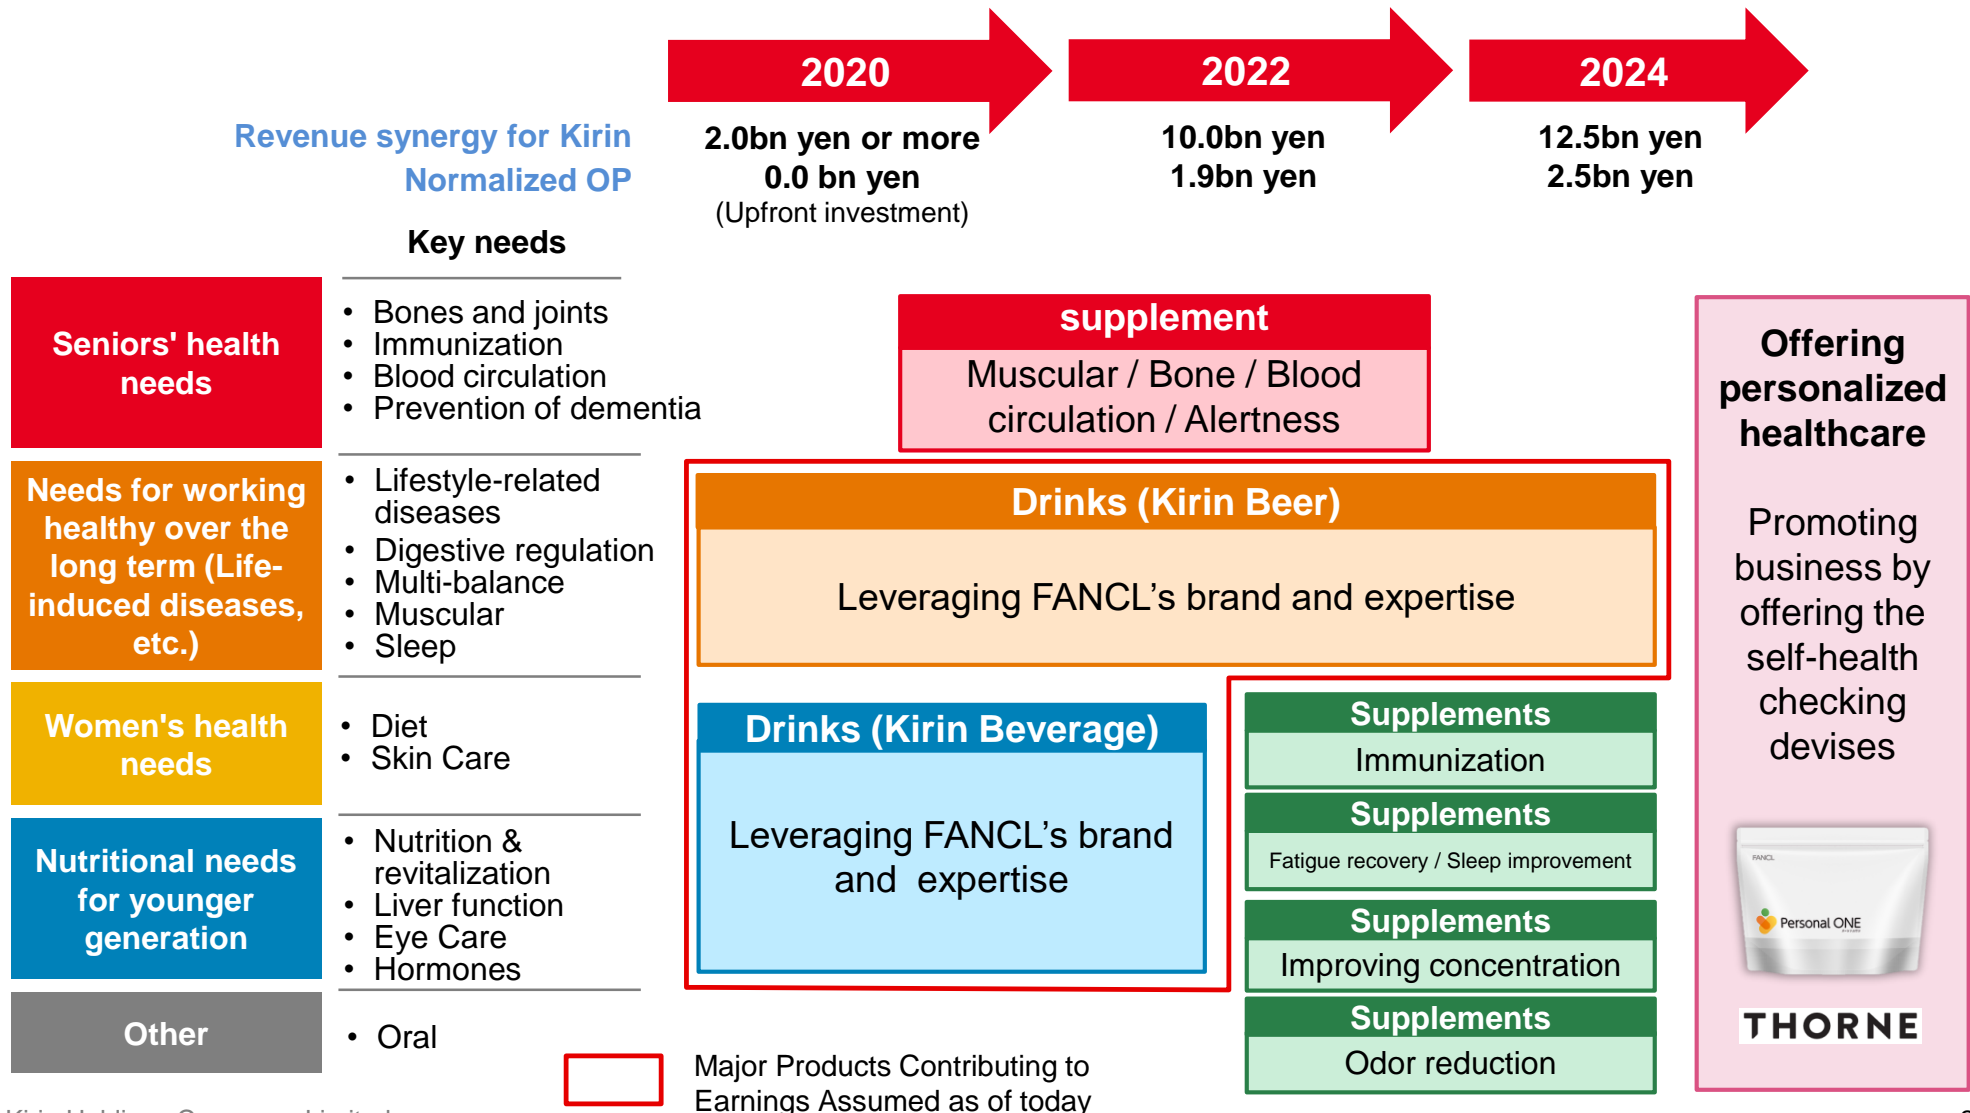 2020
2022
2024
Revenue synergy for Kirin
2.0bn yen or more
10.0bn yen
12.5bn yen
Normalized OP
0.0 bn yen
1.9bn yen
2.5bn yen
(Upfront investment)
Key needs
Seniors' health
needs
• Bones and joints
• Immunization
• Blood circulation
• Prevention of dementia
supplement
Muscular / Bone / Blood
circulation / Alertness
Needs for working
healthy over the
long term (Life-
induced diseases,
etc.)
• Lifestyle-related
diseases
• Digestive regulation
• Multi-balance
• Muscular
• Sleep
Drinks (Kirin Beer)
Leveraging FANCL’s brand and expertise
Women's health
needs
• Diet
• Skin Care
Drinks (Kirin Beverage)
Leveraging FANCL’s brand
and expertise
Nutritional needs
for younger
generation
• Nutrition &
revitalization
• Liver function
• Eye Care
• Hormones
Supplements
Immunization
Supplements
Fatigue recovery / Sleep improvement
Supplements
Improving concentration
Supplements
Odor reduction
Other
• Oral
Major Products Contributing to
Earnings Assumed as of today
Offering
personalized
healthcare
Promoting
business by
offering the
self-health
checking
devises
FANCL
Personal ONE
THORNE